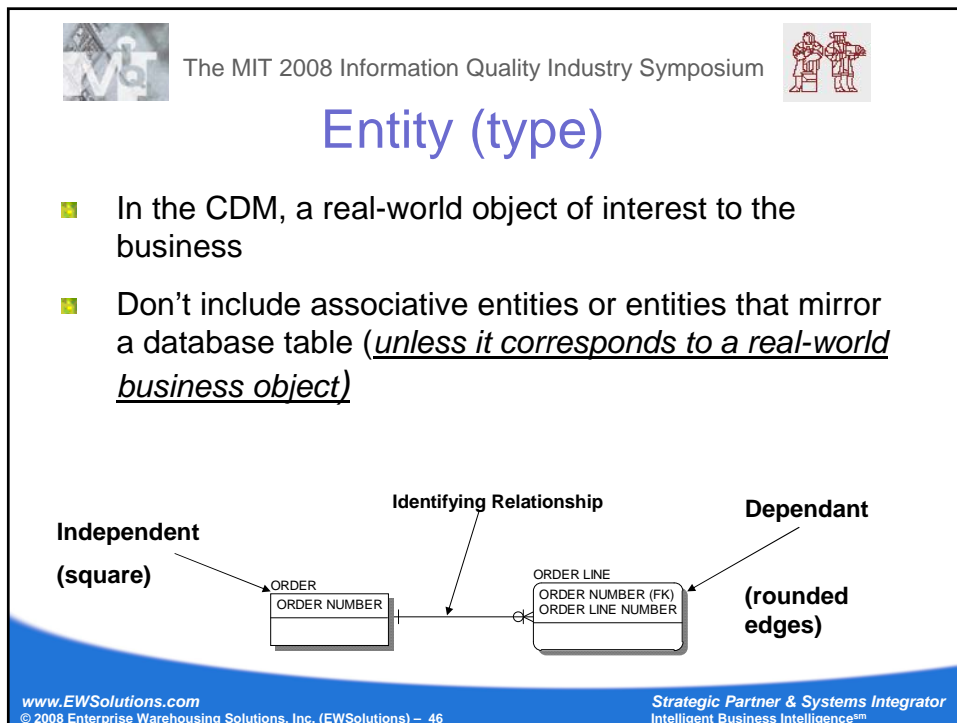 The MIT 2008 Information Quality Industry Symposium
Entity (type)
In the CDM, a real-world object of interest to the
business
Don't include associative entities or entities that mirror
a database table (unless it corresponds to a real-world
business object)
Identifying Relationship
Dependant
Independent
(square)
ORDER
ORDER NUMBER
ORDER LINE
ORDER NUMBER (FK)
ORDER LINE NUMBER
(rounded
edges)
www.EWSolutions.com
Strategic Partner & Systems Integrator
© 2008 Enterprise Warehousing Solutions, Inc. (EWSolutions) – 46
Intelligent Business Intelligence℠